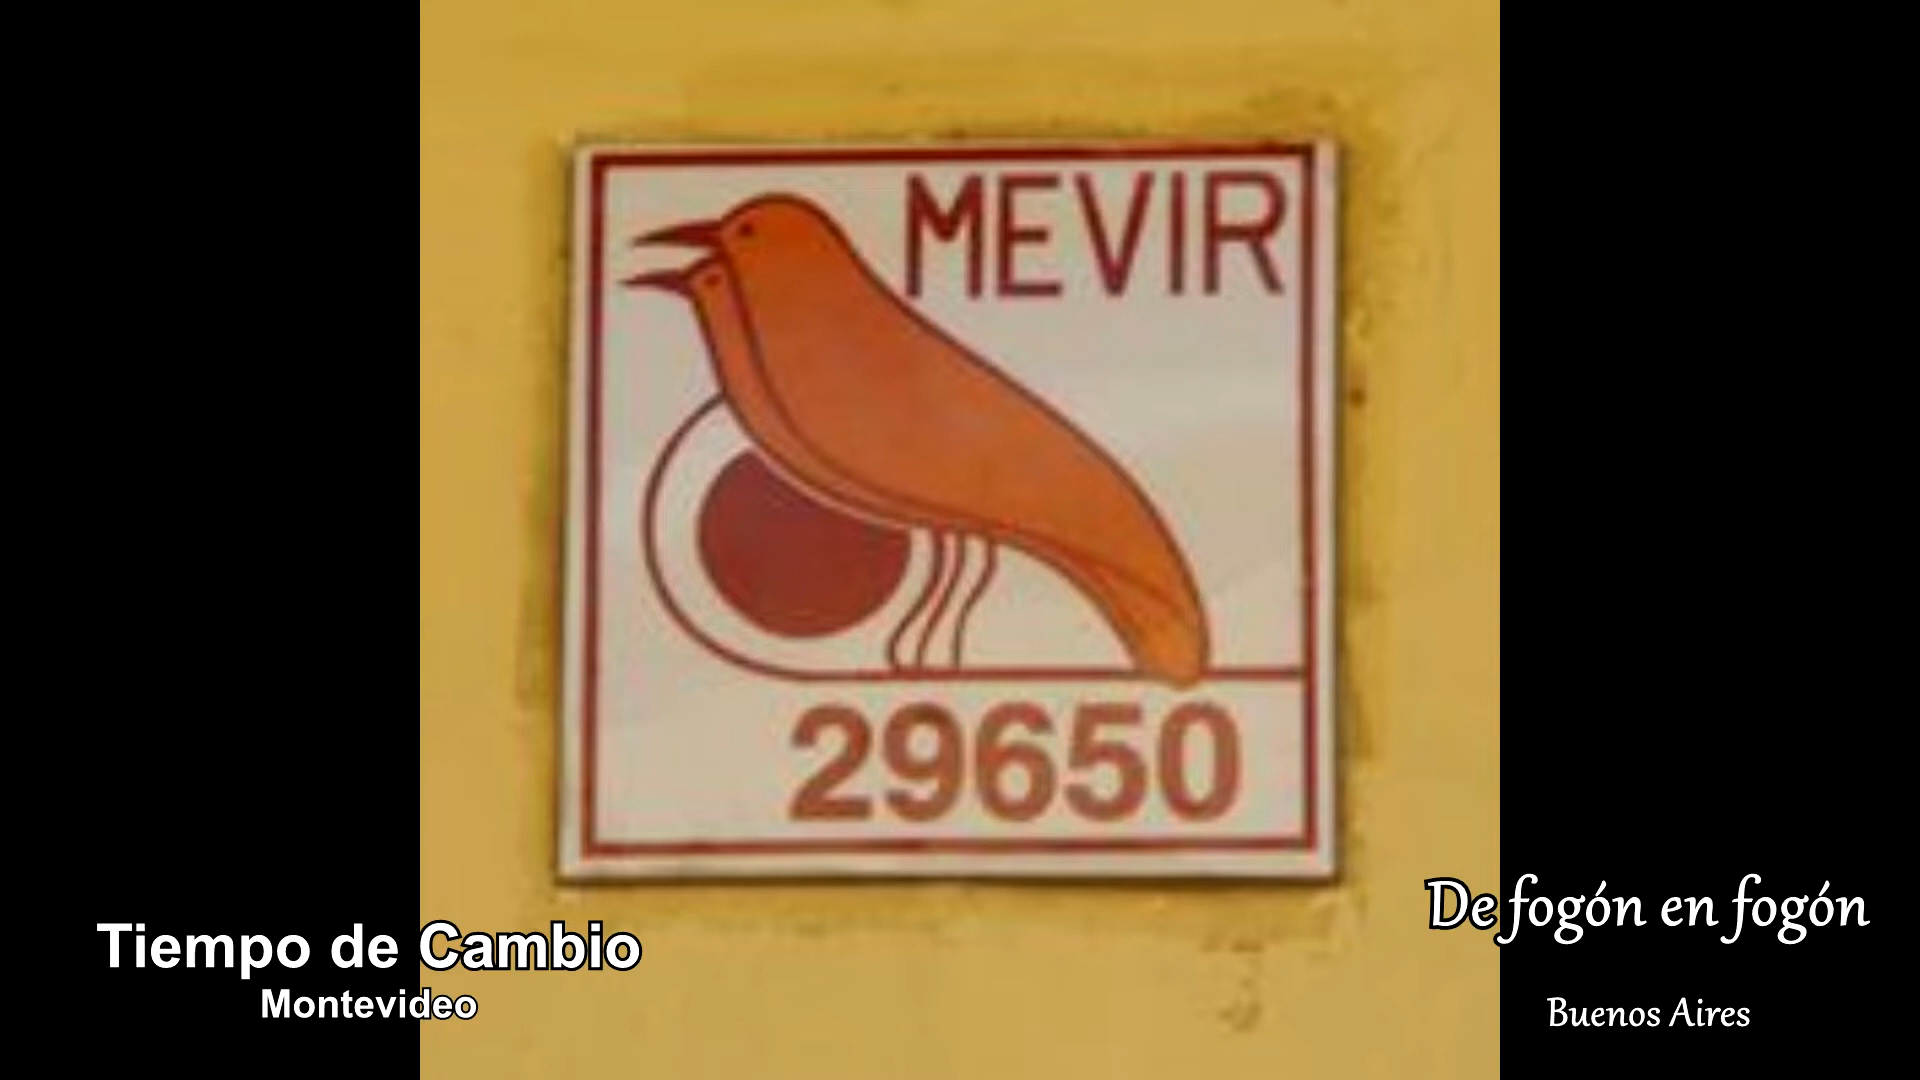 MEVIR
29650
Tiempo de Cambio
Montevideo
De fogón en fogón
Buenos Aires